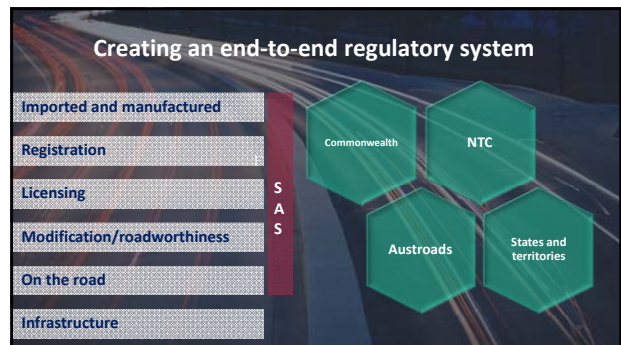 Creating an end-to-end regulatory system
Imported and manufactured
Registration
Licensing
Modification/roadworthiness
On the road
Infrastructure
S
A
S
Commonwealth
NTC
Austroads
States and
territories